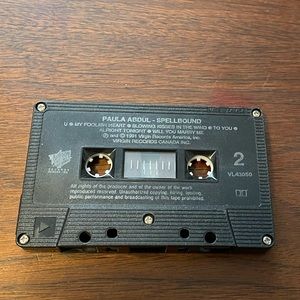 PAULA ABDUL - SPELLBOUND
U • MY FOOLISH HEART • BLOWING KISSES IN THE WIND • TO YOU •
ALRIGHT TONIGHT • WILL YOU MARRY ME
℗ and © 1991 Virgin Records America, Inc.
VIRGIN RECORDS CANADA INC.
2
VL43050
All rights of the producer and of the owner of the work
reproduced reserved. Unauthorized copying, hiring, lending,
public performance and broadcasting of this tape prohibited.